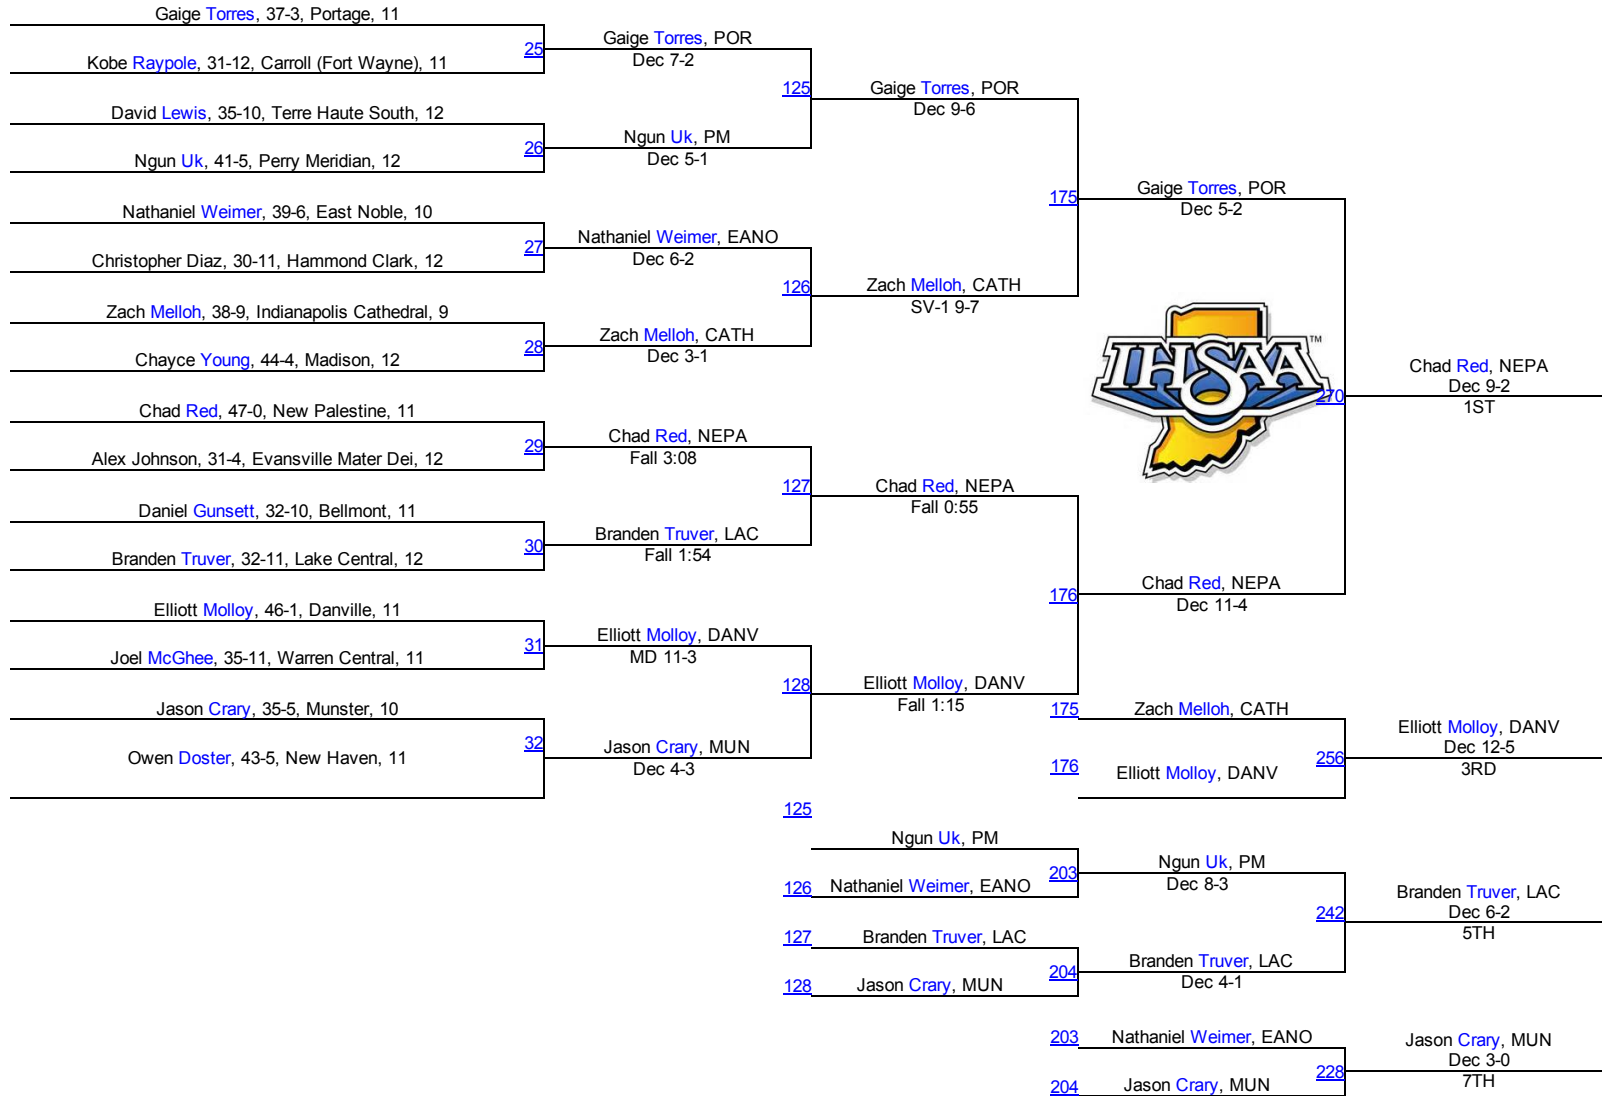 Gaige Torres, 37-3, Portage, 11
25
Kobe Raypole, 31-12, Carroll (Fort Wayne), 11
Gaige Torres, POR
Dec 7-2
125
David Lewis, 35-10, Terre Haute South, 12
26
Ngun Uk, 41-5, Perry Meridian, 12
Ngun Uk, PM
Dec 5-1
Gaige Torres, POR
Dec 9-6
175
Nathaniel Weimer, 39-6, East Noble, 10
27
Christopher Diaz, 30-11, Hammond Clark, 12
Nathaniel Weimer, EANO
Dec 6-2
126
Zach Melloh, 38-9, Indianapolis Cathedral, 9
28
Chayce Young, 44-4, Madison, 12
Zach Melloh, CATH
Dec 3-1
Zach Melloh, CATH
SV-1 9-7
Gaige Torres, POR
Dec 5-2
IHSAA™
270
Chad Red, NEPA
Dec 9-2
1ST
Chad Red, 47-0, New Palestine, 11
29
Alex Johnson, 31-4, Evansville Mater Dei, 12
Chad Red, NEPA
Fall 3:08
127
Daniel Gunsett, 32-10, Bellmont, 11
30
Branden Truver, 32-11, Lake Central, 12
Branden Truver, LAC
Fall 1:54
Chad Red, NEPA
Fall 0:55
176
Chad Red, NEPA
Dec 11-4
Elliott Molloy, 46-1, Danville, 11
31
Joel McGhee, 35-11, Warren Central, 11
Elliott Molloy, DANV
MD 11-3
128
Jason Crary, 35-5, Munster, 10
32
Owen Doster, 43-5, New Haven, 11
Jason Crary, MUN
Dec 4-3
Elliott Molloy, DANV
Fall 1:15
175
Zach Melloh, CATH
176
Elliott Molloy, DANV
256
Elliott Molloy, DANV
Dec 12-5
3RD
125
Ngun Uk, PM
126
Nathaniel Weimer, EANO
203
Ngun Uk, PM
Dec 8-3
127
Branden Truver, LAC
128
Jason Crary, MUN
204
Branden Truver, LAC
Dec 4-1
242
Branden Truver, LAC
Dec 6-2
5TH
203
Nathaniel Weimer, EANO
204
Jason Crary, MUN
228
Jason Crary, MUN
Dec 3-0
7TH